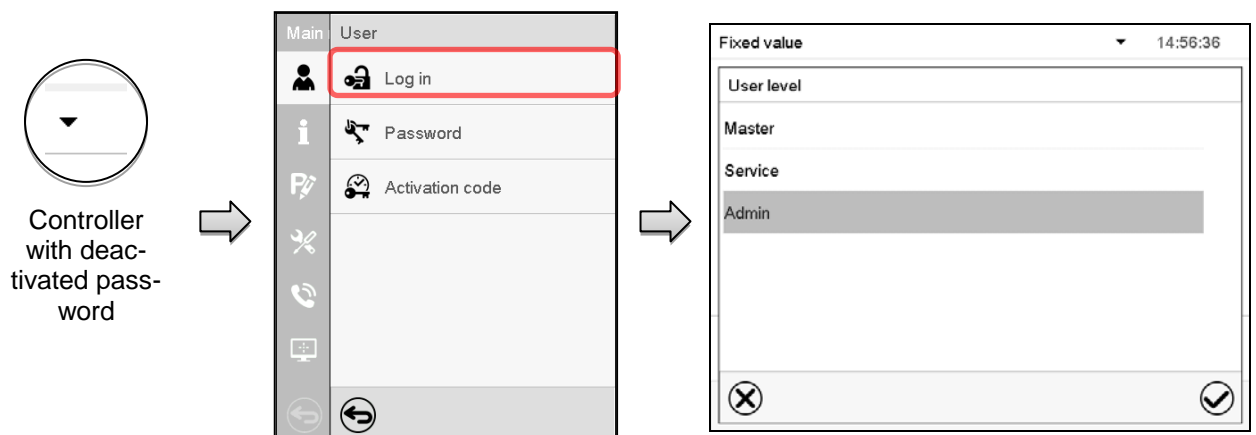 Controller
with deac-
tivated pass-
word
Main
User
Log in
Password
Activation code
Fixed value
14:56:36
User level
Master
Service
Admin